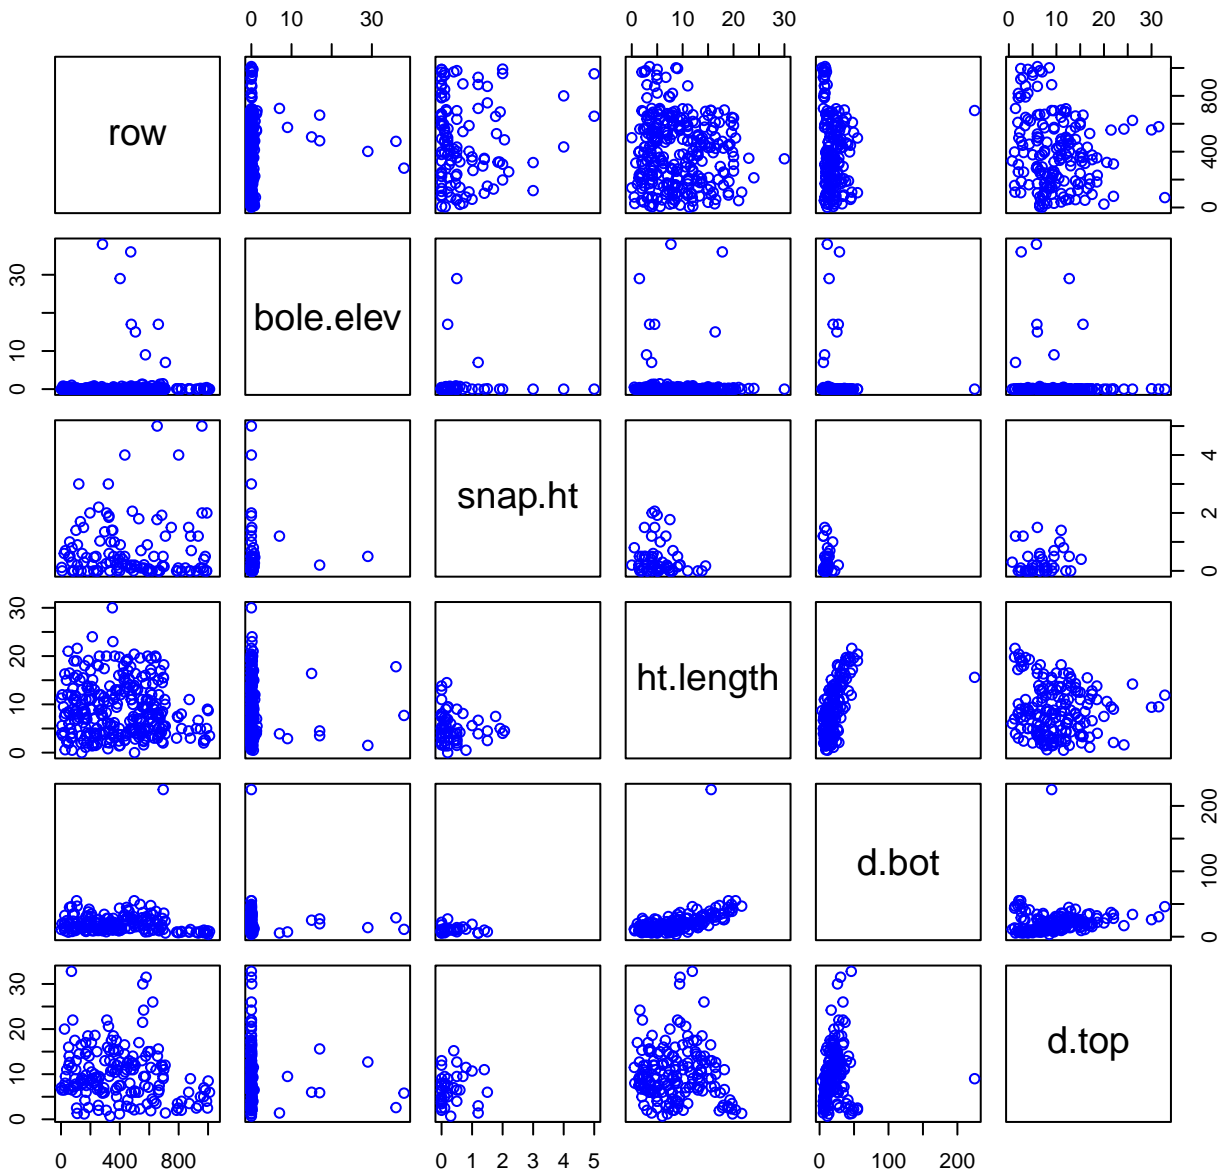 0 10 30 0 10 20 30 0 10 20 30
row 0 400 800
0 10 30 bole.elev
snap.ht 0 2 4
0 10 20 30 ht.length
d.bot 0 100 200
0 10 20 30 d.top
0 400 800 0 1 2 3 4 5 0 100 200